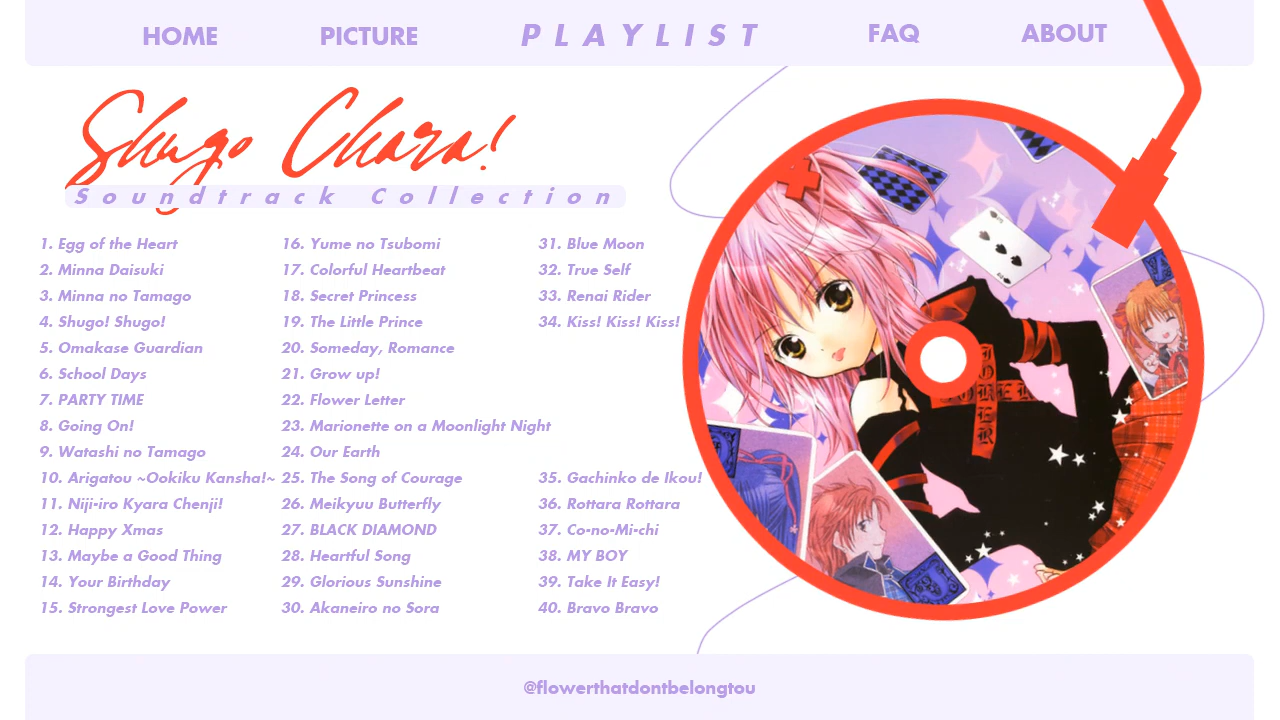 HOME PICTURE PLAYLIST FAQ ABOUT
Shugo Chara!
Soundtrack Collection
1. Egg of the Heart
2. Minna Daisuki
3. Minna no Tamago
4. Shugo! Shugo!
5. Omakase Guardian
6. School Days
7. PARTY TIME
8. Going On!
9. Watashi no Tamago
10. Arigatou ~Ookiku Kansha!~
11. Niji-iro Kyara Chenji!
12. Happy Xmas
13. Maybe a Good Thing
14. Your Birthday
15. Strongest Love Power
16. Yume no Tsubomi
17. Colorful Heartbeat
18. Secret Princess
19. The Little Prince
20. Someday, Romance
21. Grow up!
22. Flower Letter
23. Marionette on a Moonlight Night
24. Our Earth
25. The Song of Courage
26. Meikyuu Butterfly
27. BLACK DIAMOND
28. Heartful Song
29. Glorious Sunshine
30. Akaneiro no Sora
31. Blue Moon
32. True Self
33. Renai Rider
34. Kiss! Kiss! Kiss!
35. Gachinko de Ikou!
36. Rottara Rottara
37. Co-no-Mi-chi
38. MY BOY
39. Take It Easy!
40. Bravo Bravo
JOKER
@flowerthatdontbelongtou